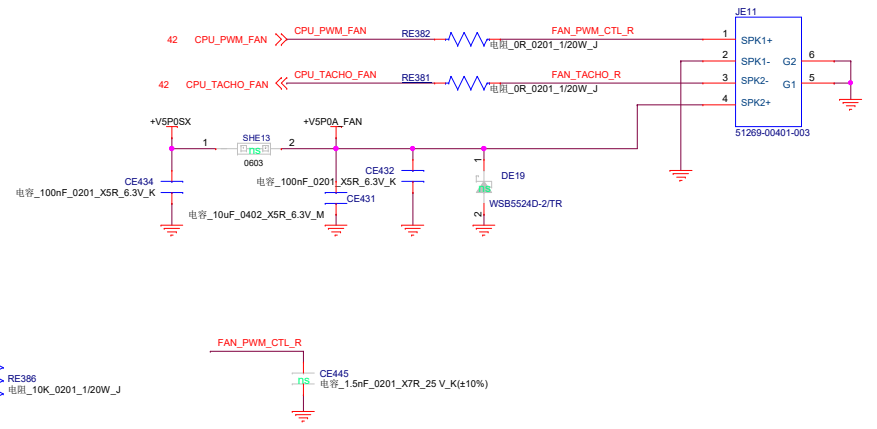 JE11
42 CPU_PWM_FAN CPU_PWM_FAN RE382 FAN_PWM_CTL_R 1 SPK1+
电阻_0R_0201_1/20W_J
2 SPK1- G2 6
42 CPU_TACHO_FAN CPU_TACHO_FAN RE381 FAN_TACHO_R 3 SPK2- G1 5
电阻_0R_0201_1/20W_J
4 SPK2+
+V5P0SX +V5P0A_FAN 51269-00401-003
1 SHE13 2
ns
0603
CE434 CE432 1 DE19
电容_100nF_0201_X5R_6.3V_K 电容_100nF_0201_X5R_6.3V_K
ns
CE431 WSB5524D-2/TR
电容_10uF_0402_X5R_6.3V_M 2
FAN_PWM_CTL_R
RE386 CE445
电阻_10K_0201_1/20W_J ns 电容_1.5nF_0201_X7R_25 V_K(±10%)